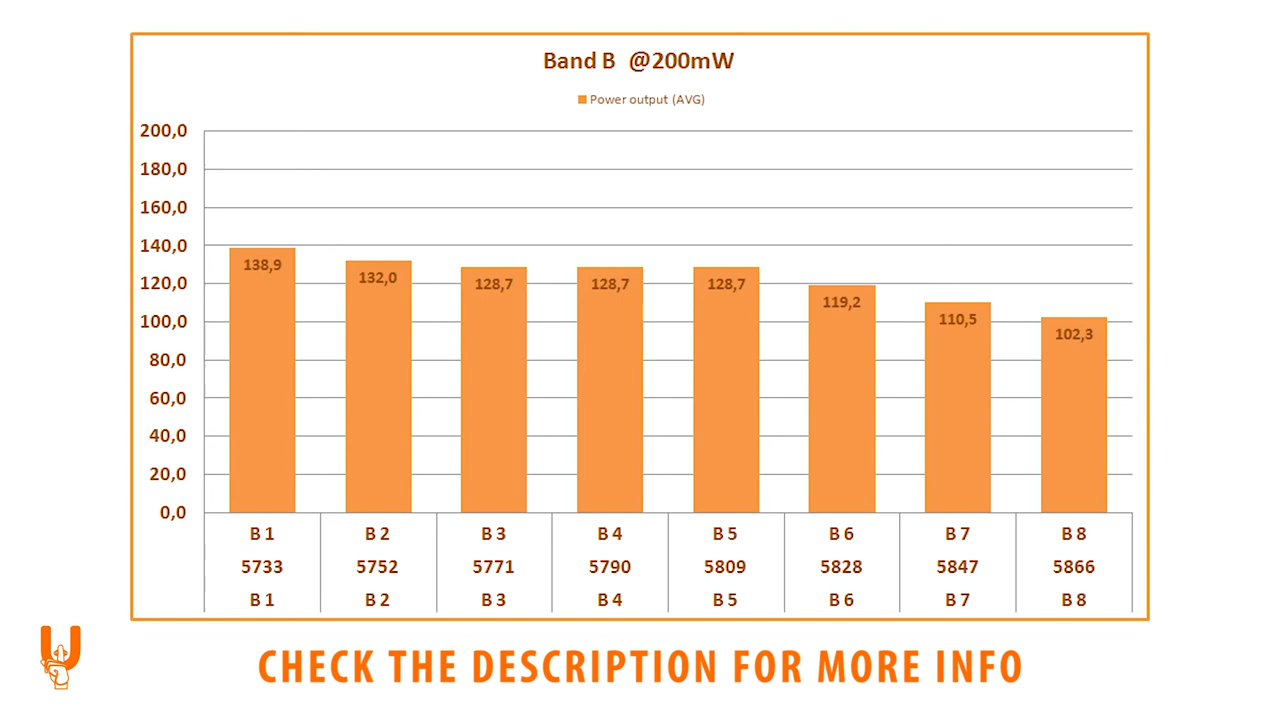 Band B @200mW
Power output (AVG)
200,0
180,0
160,0
140,0
120,0
100,0
80,0
60,0
40,0
20,0
0,0
138,9 132,0 128,7 128,7 128,7 119,2 110,5 102,3
B 1 B 2 B 3 B 4 B 5 B 6 B 7 B 8
5733 5752 5771 5790 5809 5828 5847 5866
B 1 B 2 B 3 B 4 B 5 B 6 B 7 B 8
U
CHECK THE DESCRIPTION FOR MORE INFO